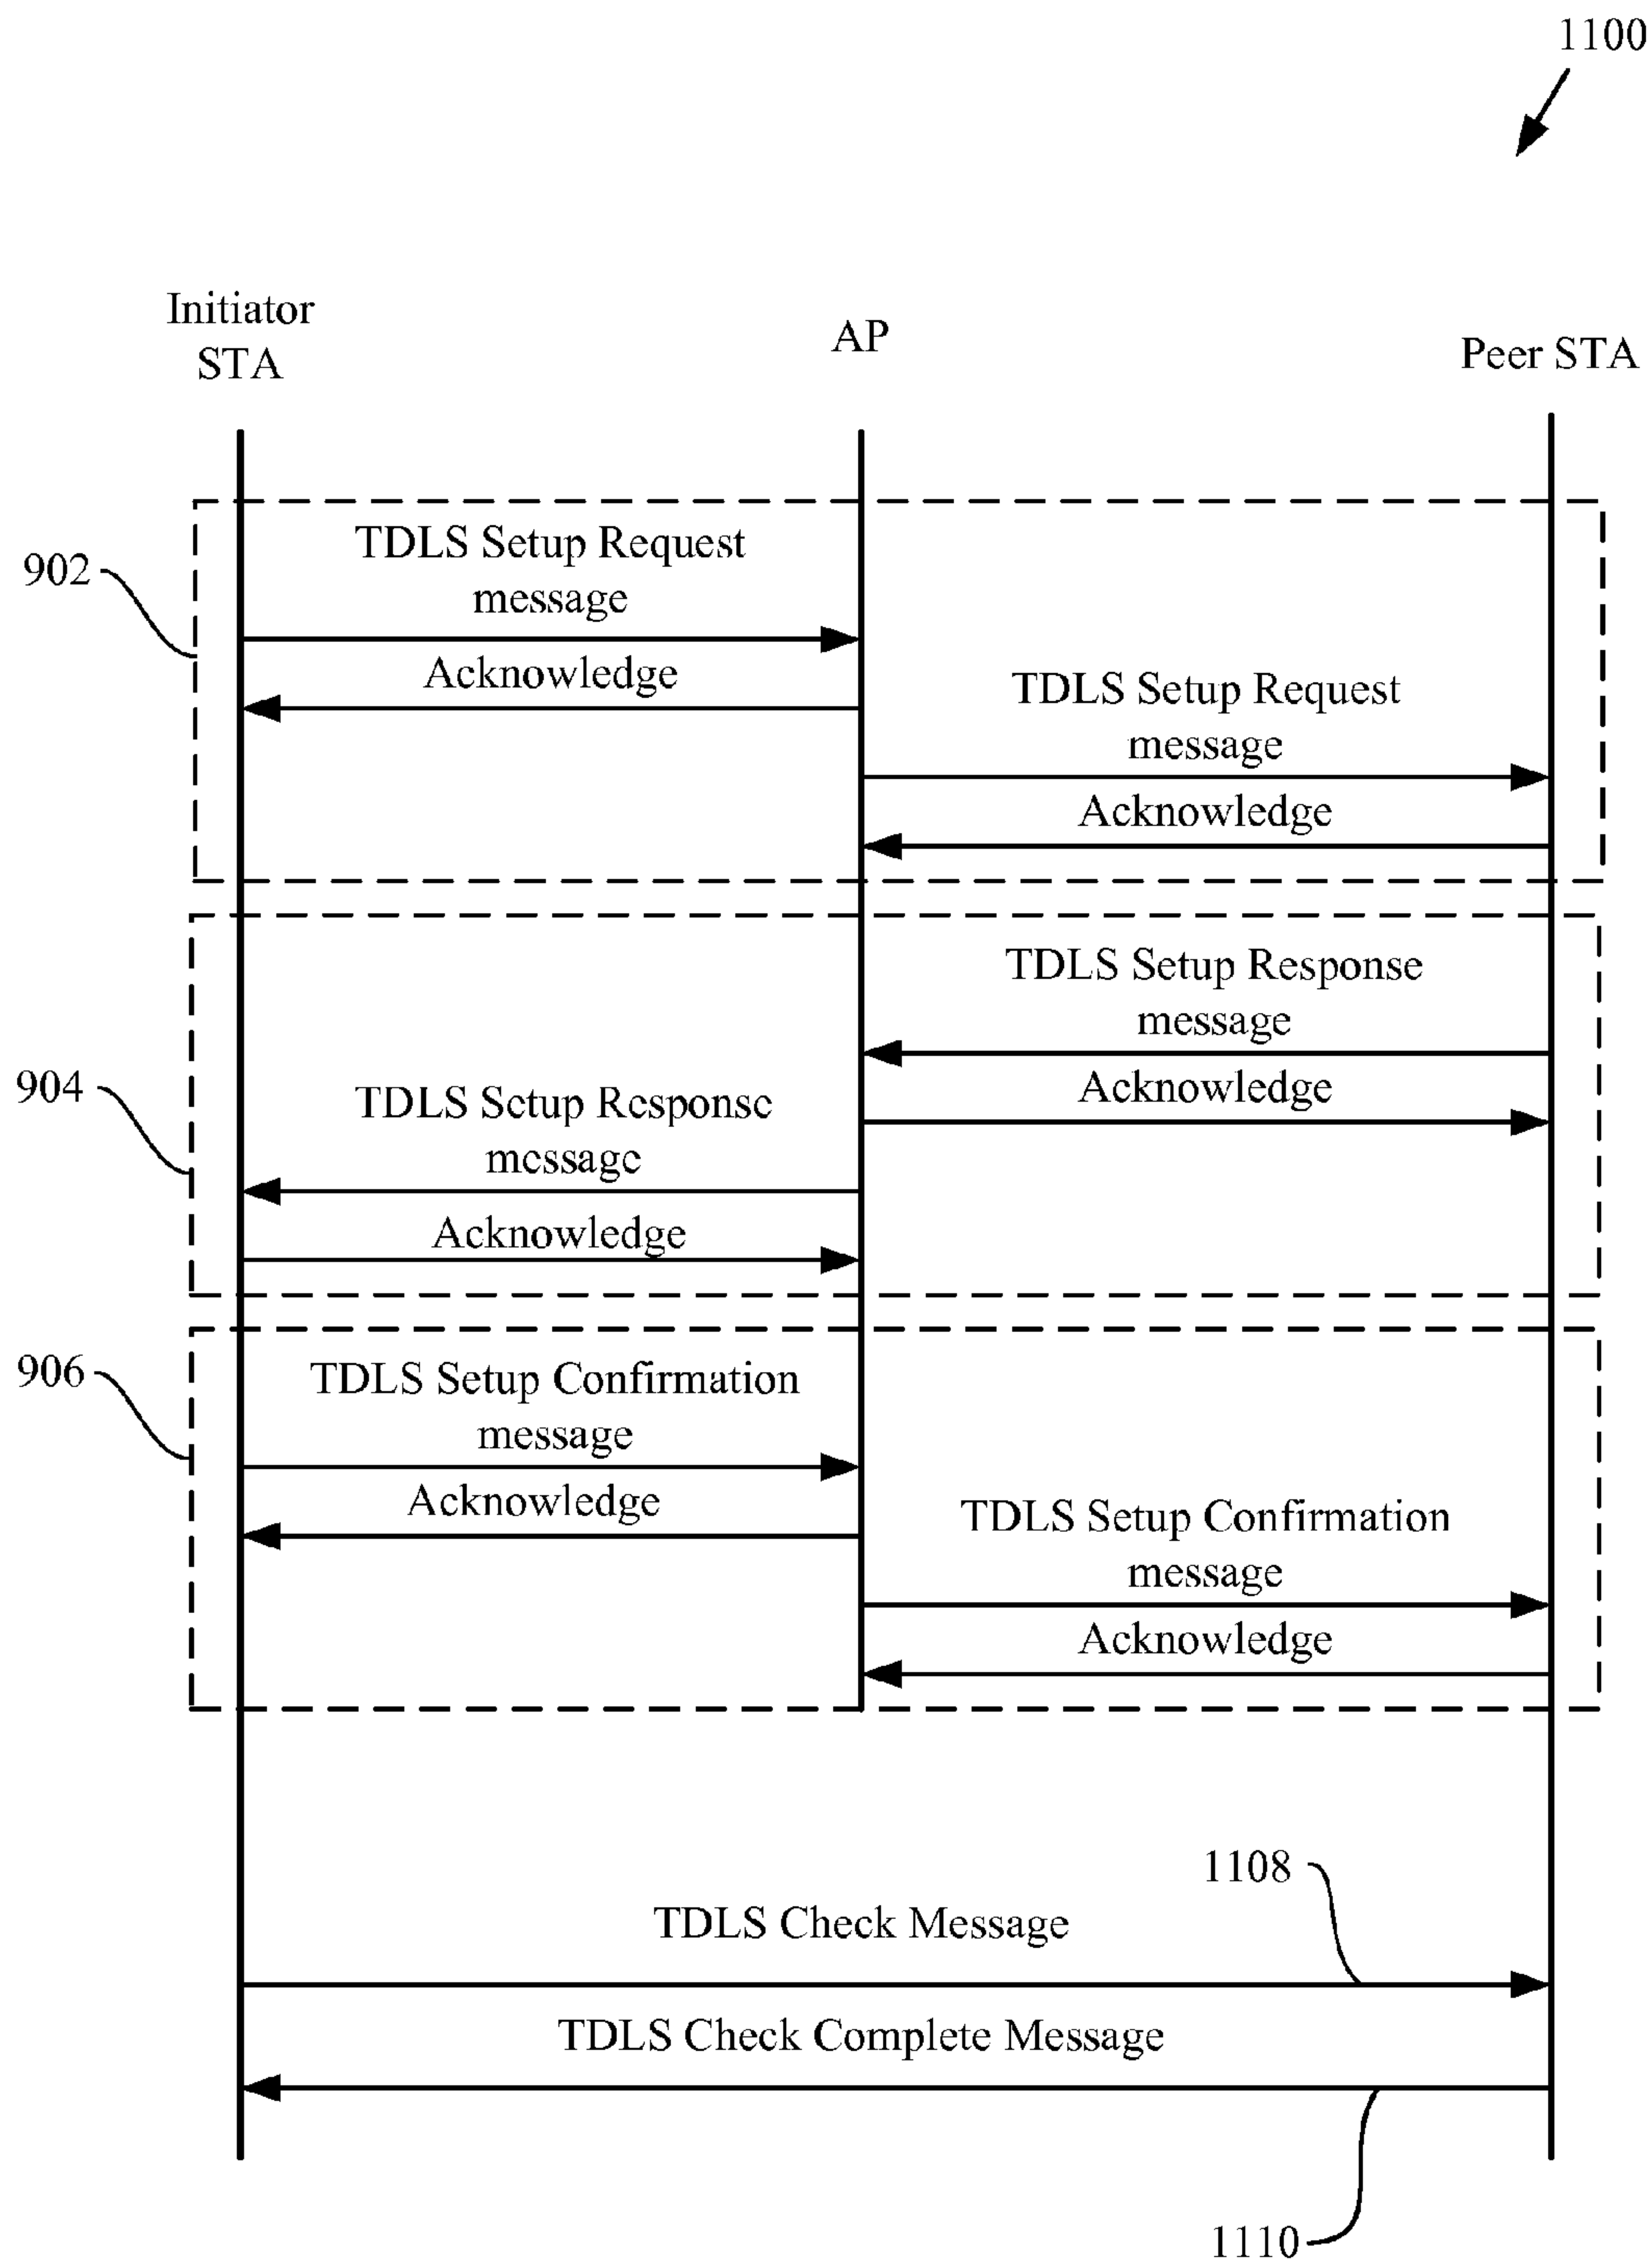 1100
Initiator
STA
AP
Peer STA
902
TDLS Setup Request
message
Acknowledge
TDLS Setup Request
message
Acknowledge
TDLS Setup Response
message
904
Acknowledge
TDLS Setup Response
message
Acknowledge
906
TDLS Setup Confirmation
message
Acknowledge
TDLS Setup Confirmation
message
Acknowledge
1108
TDLS Check Message
TDLS Check Complete Message
1110